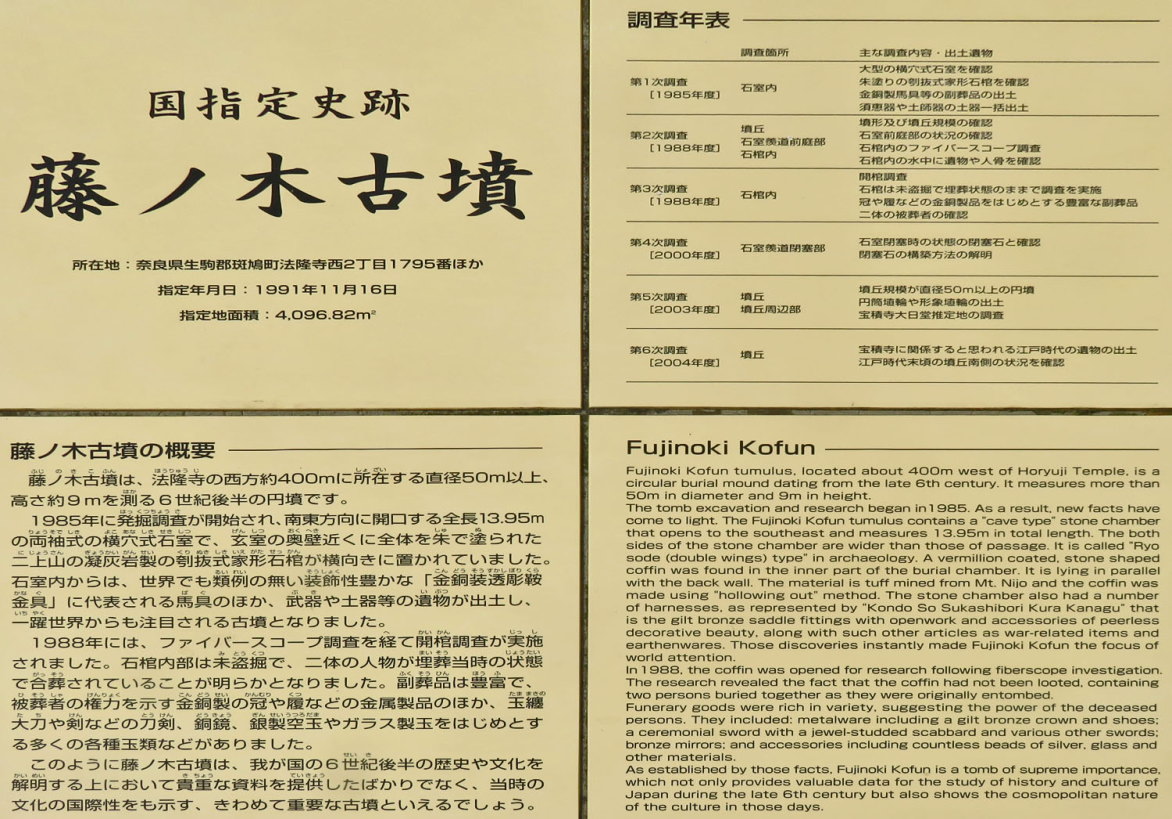 国指定史跡
藤ノ木古墳
所在地：奈良県生駒郡斑鳩町法隆寺西2丁目1795番ほか
指定年月日：1991年11月16日
指定地面積：4,096.82m²
調査年表
調査箇所 主な調査内容・出土遺物
第1次調査
[1985年度]
石室内
大型の横穴式石室を確認
朱塗りの刳抜式家形石棺を確認
金銅製馬具等の副葬品の出土
須恵器や土師器の土器一括出土
第2次調査
[1988年度]
墳丘
石室羨道前庭部
石棺内
墳形及び墳丘規模の確認
石室前庭部の状況の確認
石棺内のファイバースコープ調査
石棺内の水中に遺物や人骨を確認
第3次調査
[1988年度]
石棺内
開棺調査
石棺は未盗掘で埋葬状態のままで調査を実施
冠や履などの金銅製品をはじめとする豊富な副葬品
二体の被葬者の確認
第4次調査
[2000年度]
石室羨道閉塞部
石室閉塞時の状態の閉塞石と確認
閉塞石の構築方法の解明
第5次調査
[2003年度]
墳丘
墳丘周辺部
墳丘規模が直径50m以上の円墳
円筒埴輪や形象埴輪の出土
宝積寺大日堂推定地の調査
第6次調査
[2004年度]
墳丘
宝積寺に関係すると思われる江戸時代の遺物の出土
江戸時代末頃の墳丘南側の状況を確認
藤ノ木古墳の概要
藤ノ木古墳は、法隆寺の西方約400mに所在する直径50m以上、
高さ約9mを測る6世紀後半の円墳です。
1985年に発掘調査が開始され、南東方向に開口する全長13.95m
の両袖式の横穴式石室で、玄室の奥壁近くに全体を朱で塗られた
二上山の凝灰岩製の刳抜式家形石棺が横向きに置かれていました。
石室内からは、世界でも類例の無い装飾性豊かな「金銅装透彫鞍
金具」に代表される馬具のほか、武器や土器等の遺物が出土し、
一躍世界からも注目される古墳となりました。
1988年には、ファイバースコープ調査を経て開棺調査が実施
されました。石棺内部は未盗掘で、二体の人物が埋葬当時の状態
で合葬されていることが明らかとなりました。副葬品は豊富で、
被葬者の権力を示す金銅製の冠や履などの金属製品のほか、玉纏
大刀や剣などの刀剣、銅鏡、銀製空玉やガラス製玉をはじめとす
る多くの各種玉類などがありました。
このように藤ノ木古墳は、我が国の6世紀後半の歴史や文化を
解明する上において貴重な資料を提供したばかりでなく、当時の
文化の国際性をも示す、きわめて重要な古墳といえるでしょう。
Fujinoki Kofun
Fujinoki Kofun tumulus, located about 400m west of Horyuji Temple, is a
circular burial mound dating from the late 6th century. It measures more than
50m in diameter and 9m in height.
The tomb excavation and research began in1985. As a result, new facts have
come to light. The Fujinoki Kofun tumulus contains a "cave type" stone chamber
that opens to the southeast and measures 13.95m in total length. The both
sides of the stone chamber are wider than those of passage. It is called "Ryo
sode (double wings) type" in archaeology. A vermilion coated, stone shaped
coffin was found in the inner part of the burial chamber. It is lying in parallel
with the back wall. The material is tuff mined from Mt. Nijo and the coffin was
made using "hollowing out" method. The stone chamber also had a number
of harnesses, as represented by "Kondo So Sukashibori Kura Kanagu" that
is the gilt bronze saddle fittings with openwork and accessories of peerless
decorative beauty, along with such other articles as war-related items and
earthenwares. Those discoveries instantly made Fujinoki Kofun the focus of
world attention.
In 1988, the coffin was opened for research following fiberscope investigation.
The research revealed the fact that the coffin had not been looted, containing
two persons buried together as they were originally entombed.
Funerary goods were rich in variety, suggesting the power of the deceased
persons. They included: metalware including a gilt bronze crown and shoes;
a ceremonial sword with a jewel-studded scabbard and various other swords;
bronze mirrors; and accessories including countless beads of silver, glass and
other materials.
As established by those facts, Fujinoki Kofun is a tomb of supreme importance,
which not only provides valuable data for the study of history and culture of
Japan during the late 6th century but also shows the cosmopolitan nature
of the culture in those days.